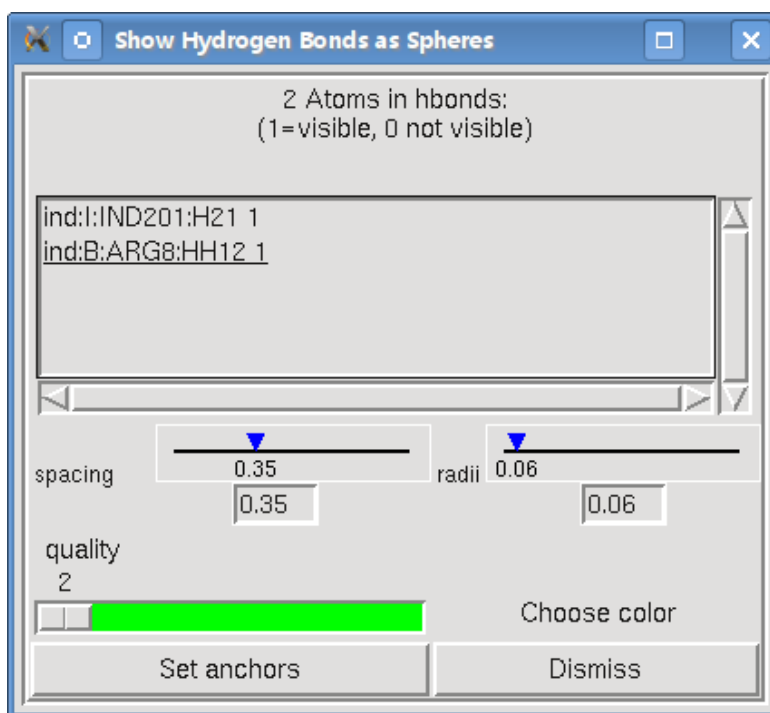 Show Hydrogen Bonds as Spheres
2 Atoms in hbonds:
(1=visible, 0 not visible)
ind:I:IND201:H21 1
ind:B:ARG8:HH12 1
spacing 0.35 radii 0.06
0.35 0.06
quality
2
Choose color
Set anchors Dismiss